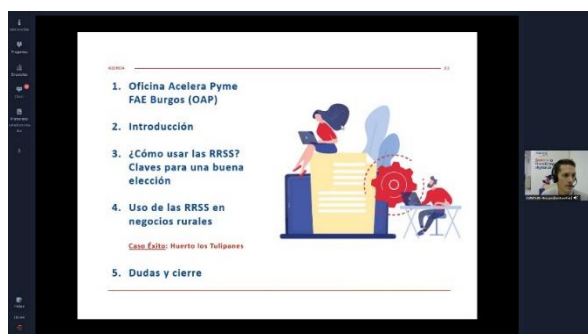 AGENDA
1. Oficina Acelera Pyme
FAE Burgos (OAP)
2. Introducción
3. ¿Cómo usar las RRSS?
Claves para una buena
elección
4. Uso de las RRSS en
negocios rurales
Caso Éxito: Huerto los Tulipanes
5. Dudas y cierre